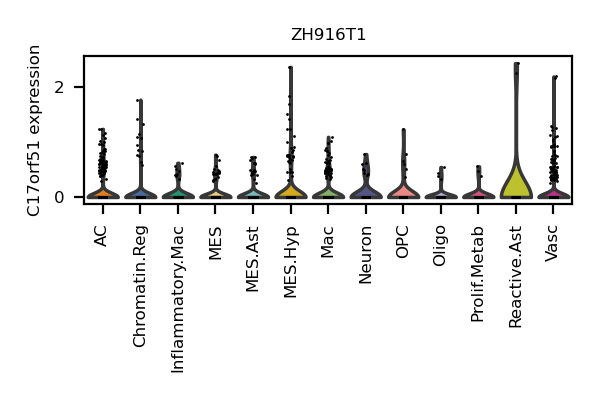 ZH916T1
C17orf51 expression
2
0
AC
Chromatin.Reg
Inflammatory.Mac
MES
MES.Ast
MES.Hyp
Mac
Neuron
OPC
Oligo
Prolif.Metab
Reactive.Ast
Vasc